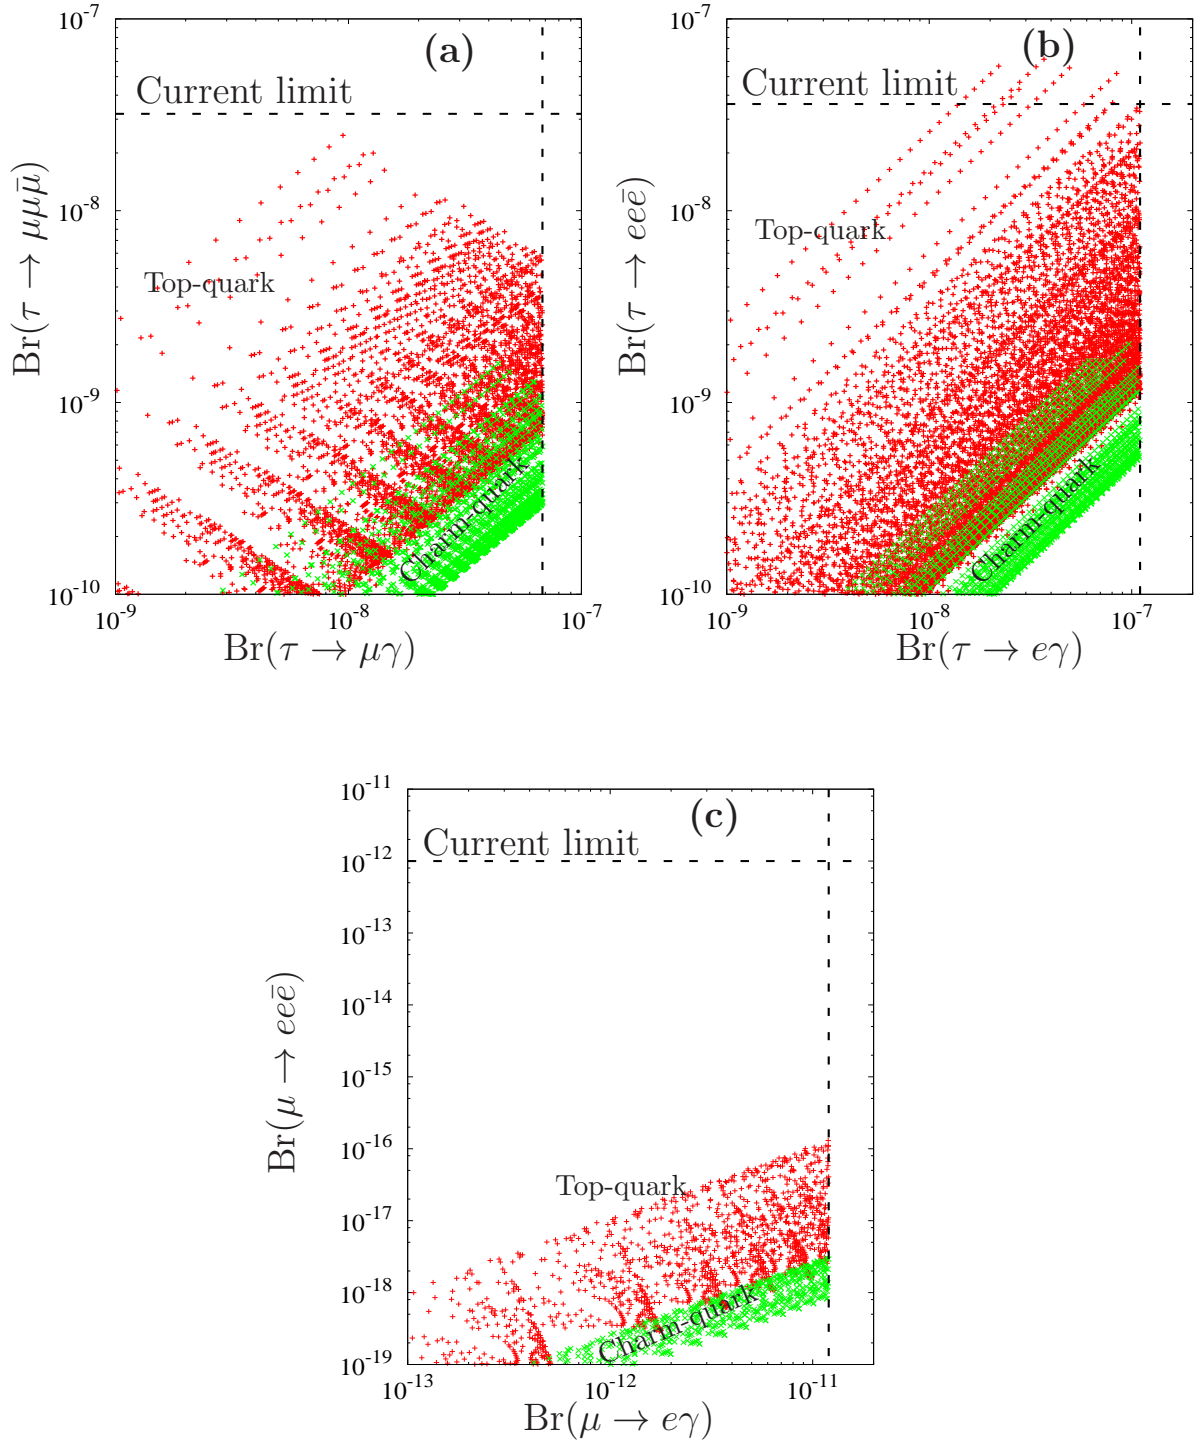 (a)
Current limit
Top-quark
Charm-quark
10-7
10-8
10-9
10-10
10-9
10-8
10-7
Br(τ → μμμ̄)
Br(τ → μγ)
(b)
Current limit
Top-quark
Charm-quark
10-7
10-8
10-9
10-10
10-9
10-8
10-7
Br(τ → eeē)
Br(τ → eγ)
(c)
Current limit
Top-quark
Charm-quark
10-11
10-12
10-13
10-14
10-15
10-16
10-17
10-18
10-19
10-13
10-12
10-11
Br(μ → eeē)
Br(μ → eγ)